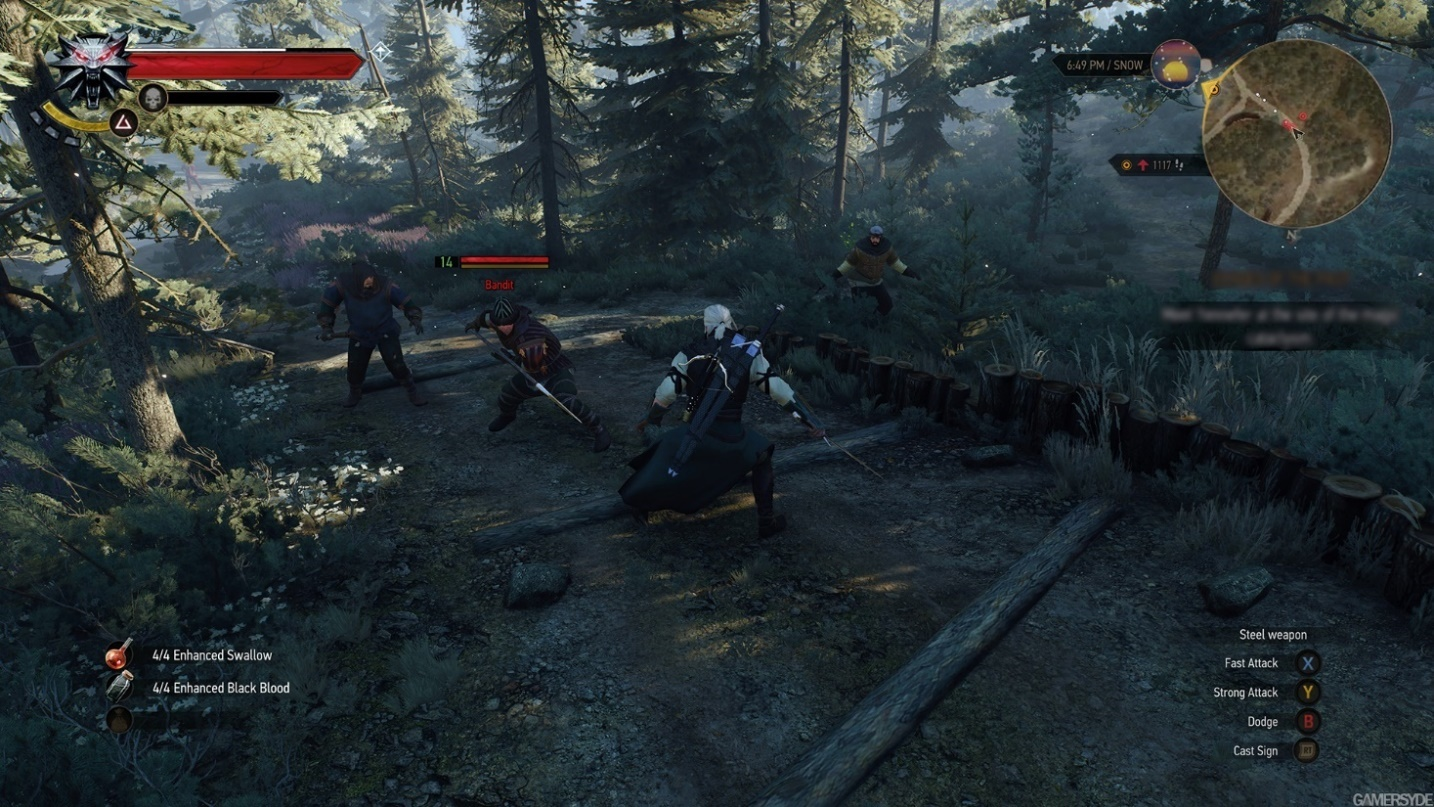 6:49 PM / SNOW
1117
14
Bandit
4/4 Enhanced Swallow
4/4 Enhanced Black Blood
Steel weapon
Fast Attack X
Strong Attack Y
Dodge B
Cast Sign RT
GAMERSYDE